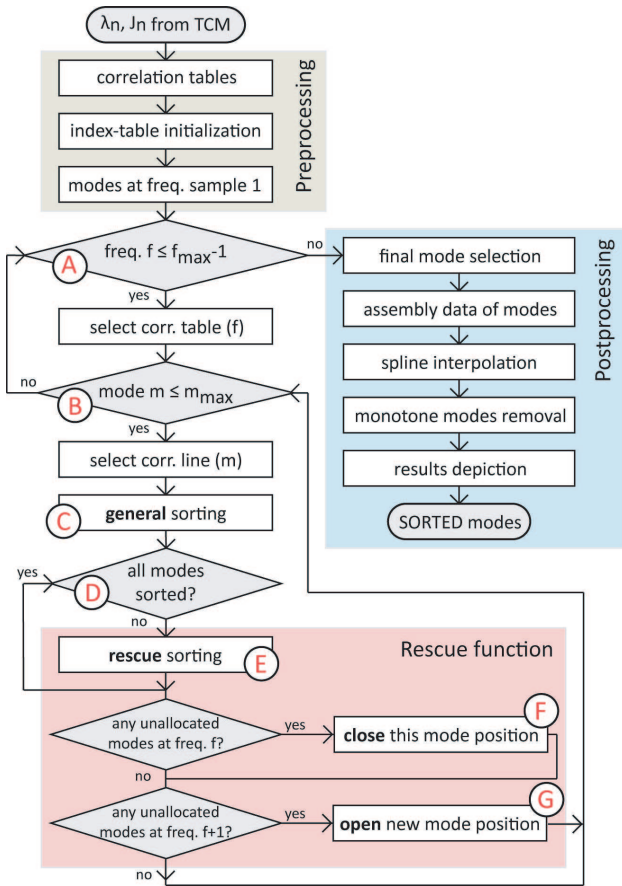 λn, Jn from TCM
correlation tables
index-table initialization
modes at freq. sample 1
Preprocessing
freq. f ≤ fmax-1
A
no
yes
select corr. table (f)
no
mode m ≤ mmax
B
yes
select corr. line (m)
general sorting
C
yes
all modes
sorted?
D
no
final mode selection
assembly data of modes
spline interpolation
monotone modes removal
results depiction
SORTED modes
Postprocessing
Rescue function
rescue sorting
E
any unallocated
modes at freq. f?
yes
F
close this mode position
no
any unallocated
modes at freq. f+1?
yes
G
open new mode position
no